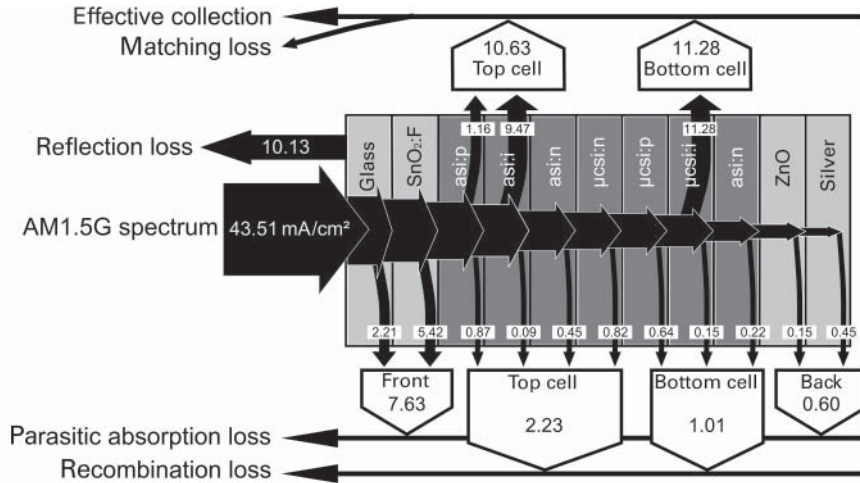 Effective collection
Matching loss
10.63
Top cell
11.28
Bottom cell
1.16
9.47
11.28
Reflection loss
10.13
Glass
SnO₂:F
asi:p
asi:i
asi:n
µcsi:n
µcsi:p
µcsi:i
asi:n
ZnO
Silver
AM1.5G spectrum
43.51 mA/cm²
2.21
5.42
0.87
0.09
0.45
0.82
0.64
0.15
0.22
0.15
0.45
Front
7.63
Top cell
2.23
Bottom cell
1.01
Back
0.60
Parasitic absorption loss
Recombination loss